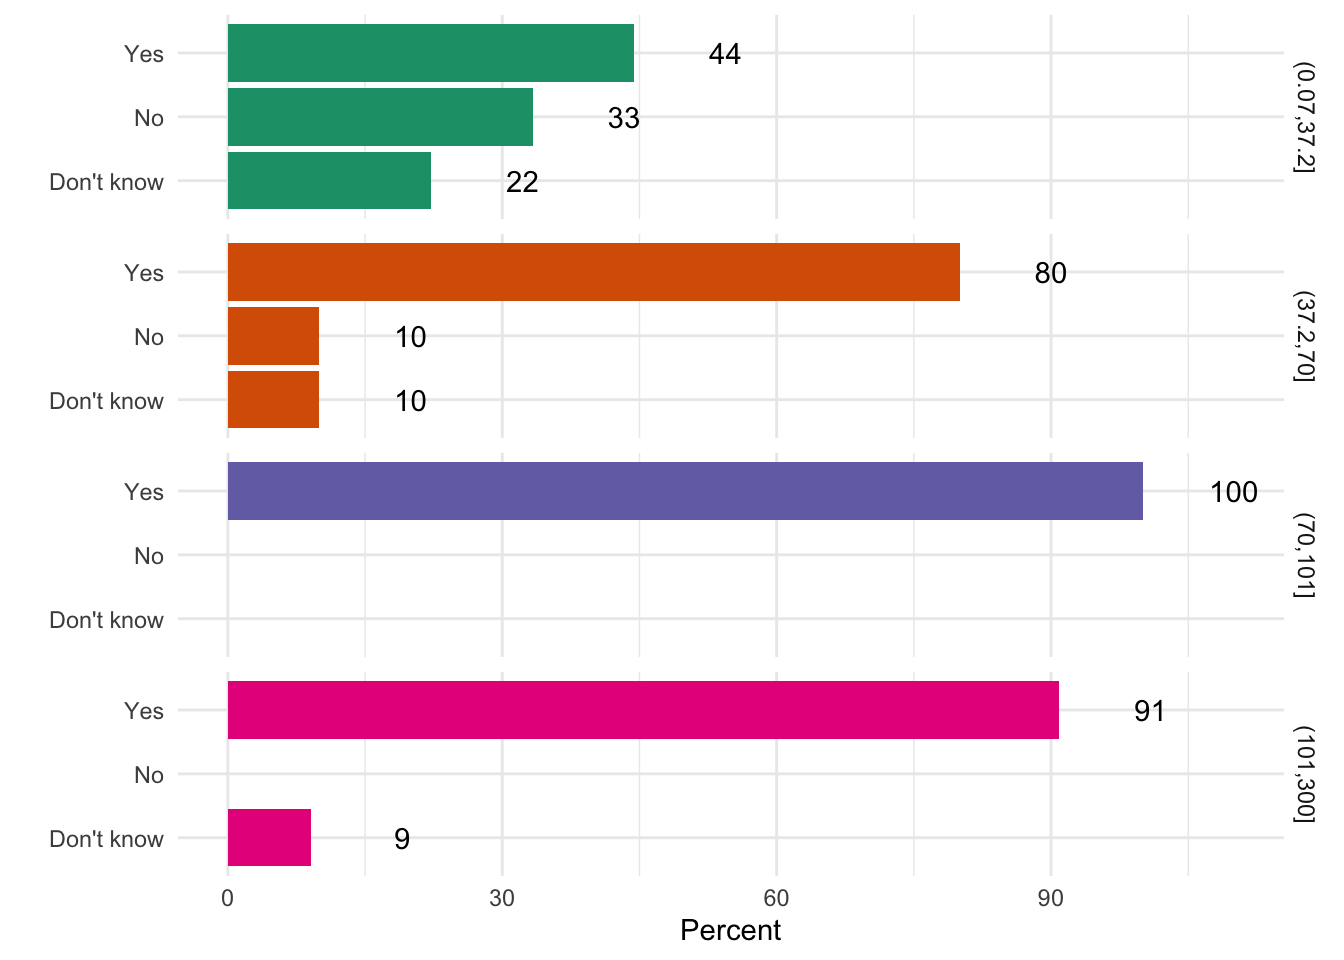 Yes 44
No 33
Don't know 22
(0.07,37.2]
Yes 80
No 10
Don't know 10
(37.2,70]
Yes 100
No
Don't know
(70,101]
Yes 91
No
Don't know 9
(101,300]
0 30 60 90
Percent